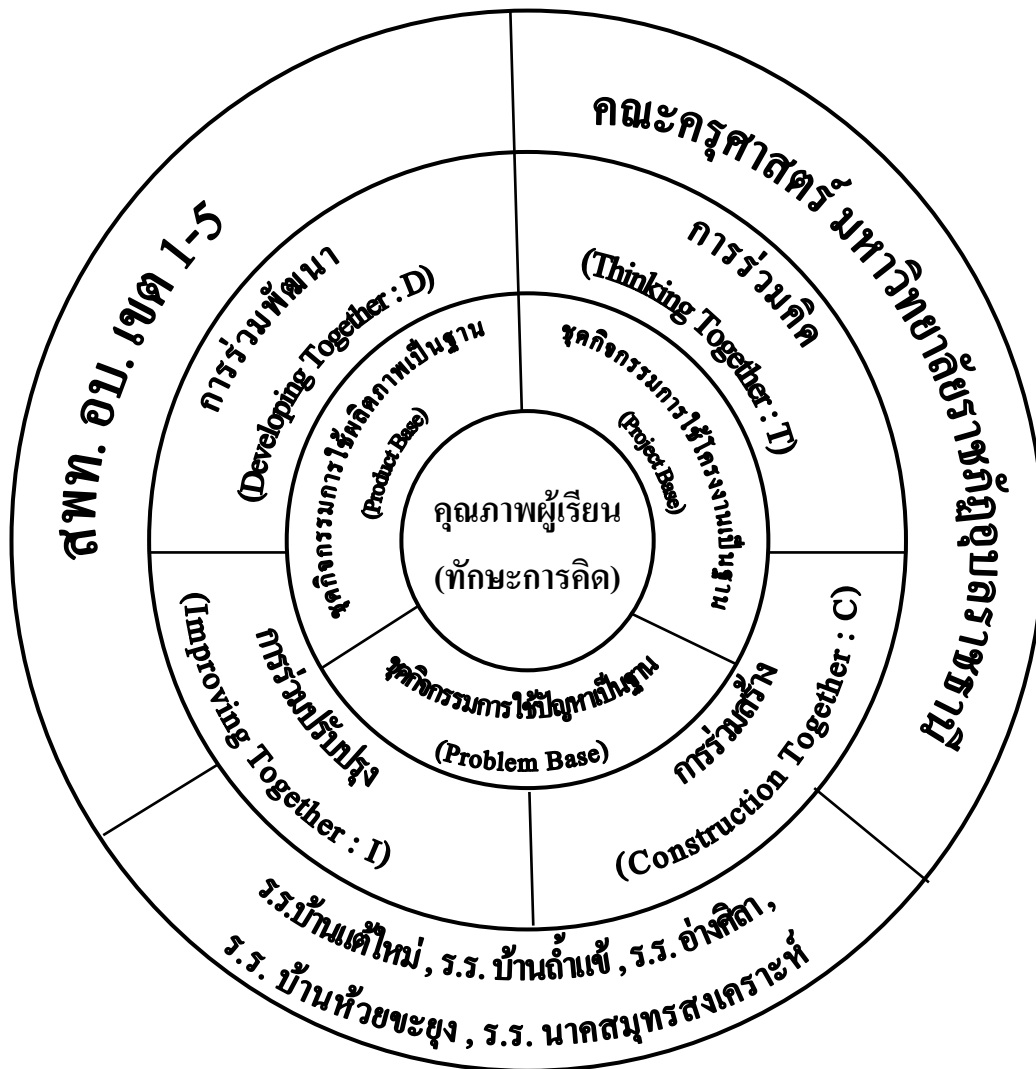 สพท. อบ. เขต 1-5
คณะครุศาสตร์ มหาวิทยาลัยราชภัฏอุบลราชธานี
การร่วมพัฒนา
(Developing Together : D)
การร่วมคิด
(Thinking Together : T)
ชุดกิจกรรมการใช้ผลิตภาพเป็นฐาน
(Product Base)
ชุดกิจกรรมการใช้โครงงานเป็นฐาน
(Project Base)
คุณภาพผู้เรียน
(ทักษะการคิด)
ชุดกิจกรรมการใช้ปัญหาเป็นฐาน
(Problem Base)
การร่วมปรับปรุง
(Improving Together : I)
การร่วมสร้าง
(Construction Together : C)
ร.ร.บ้านแต้ใหม่ , ร.ร. บ้านถ้ำแข้ , ร.ร. อ่างศิลา ,
ร.ร. บ้านห้วยขะยุง , ร.ร. นาคสมุทรสงเคราะห์